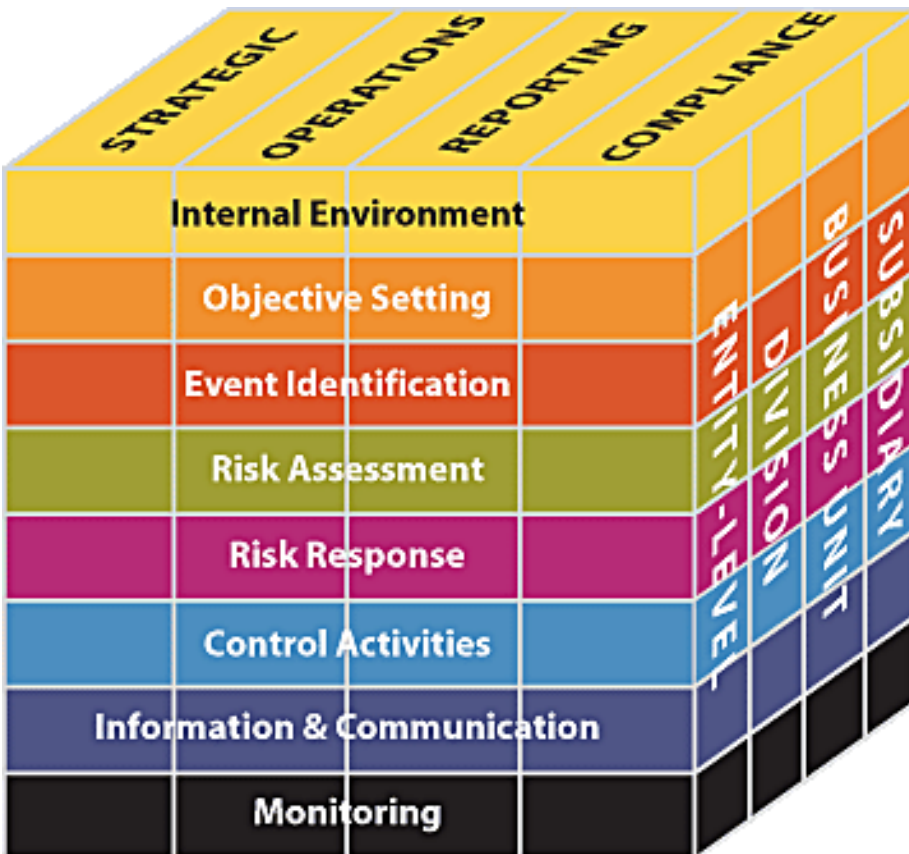 STRATEGIC
OPERATIONS
REPORTING
COMPLIANCE
Internal Environment
Objective Setting
Event Identification
Risk Assessment
Risk Response
Control Activities
Information & Communication
Monitoring
ENTITY-LEVEL
DIVISION
BUSINESS UNIT
SUBSIDIARY